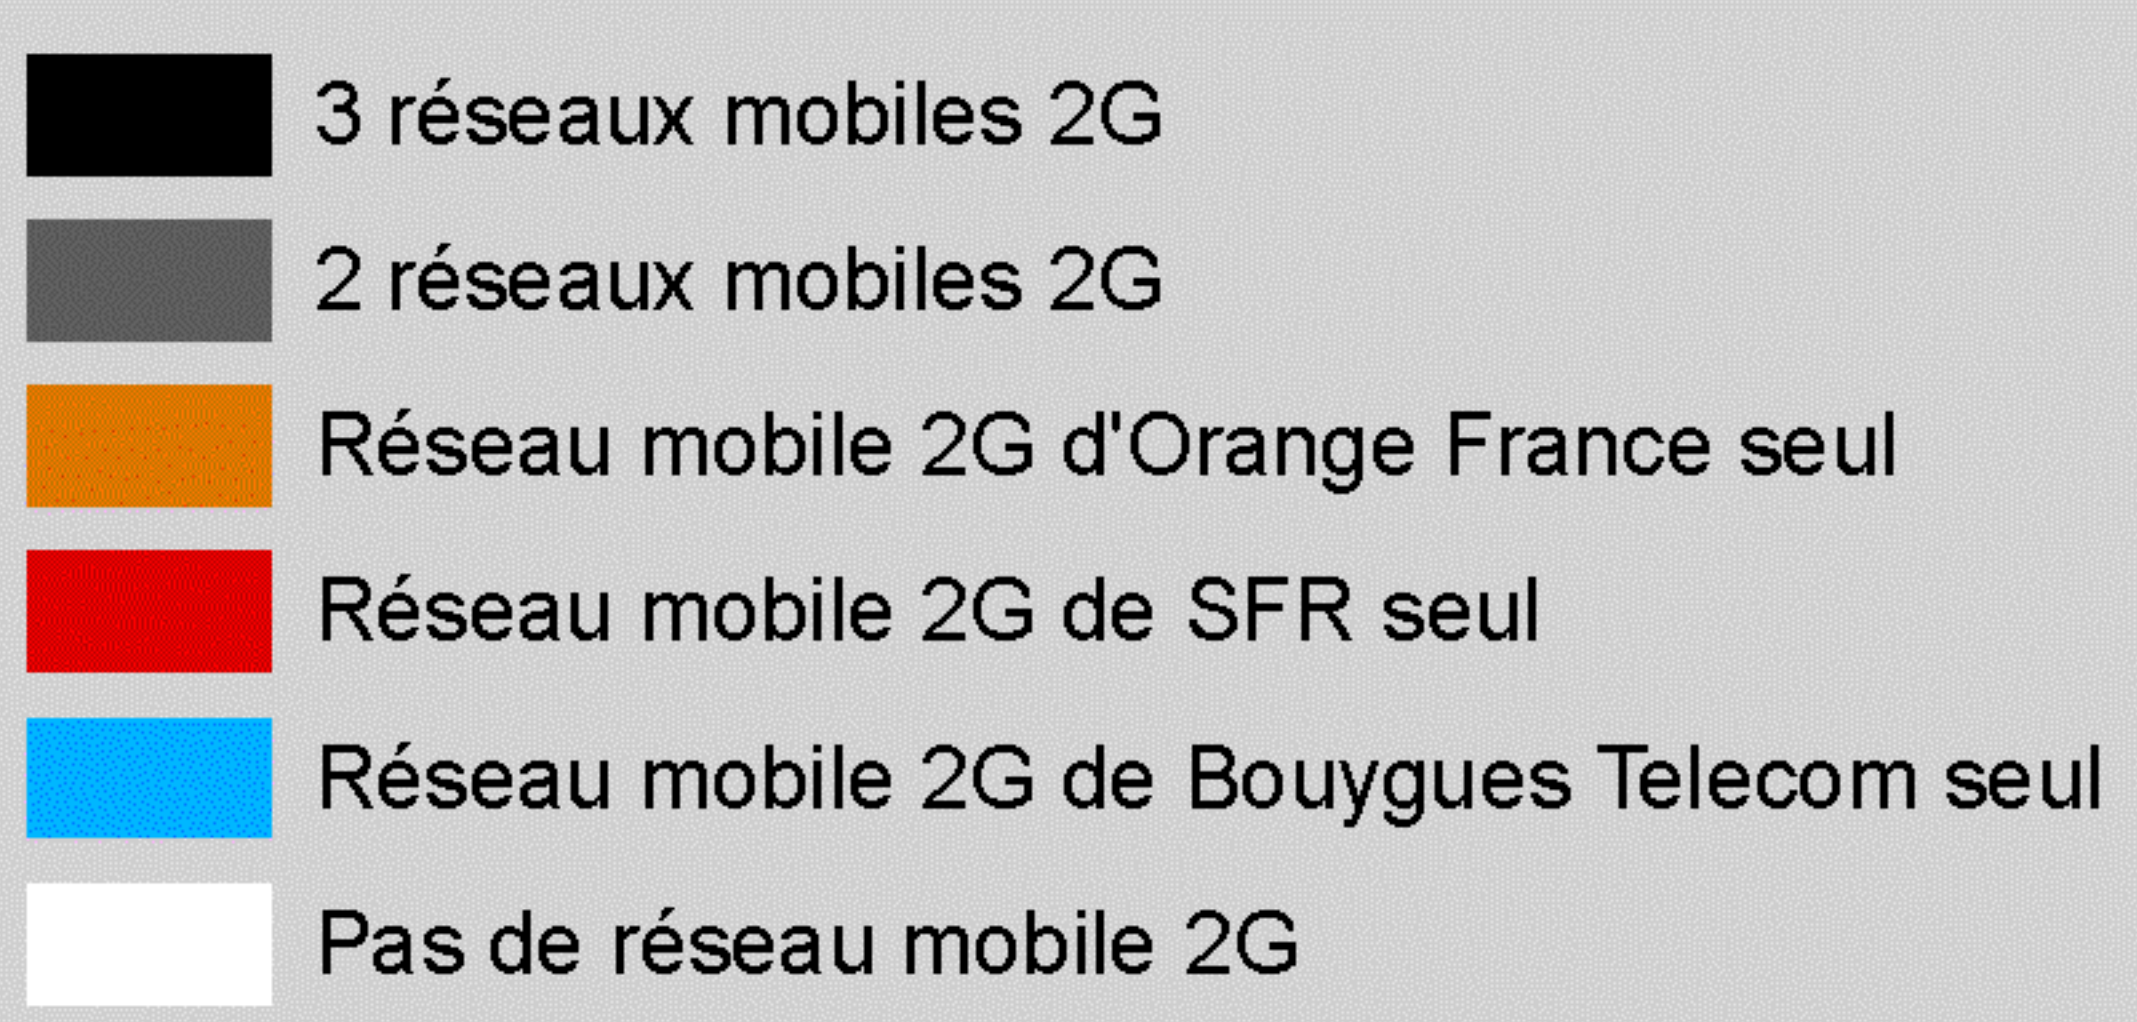 3 réseaux mobiles 2G
2 réseaux mobiles 2G
Réseau mobile 2G d'Orange France seul
Réseau mobile 2G de SFR seul
Réseau mobile 2G de Bouygues Telecom seul
Pas de réseau mobile 2G